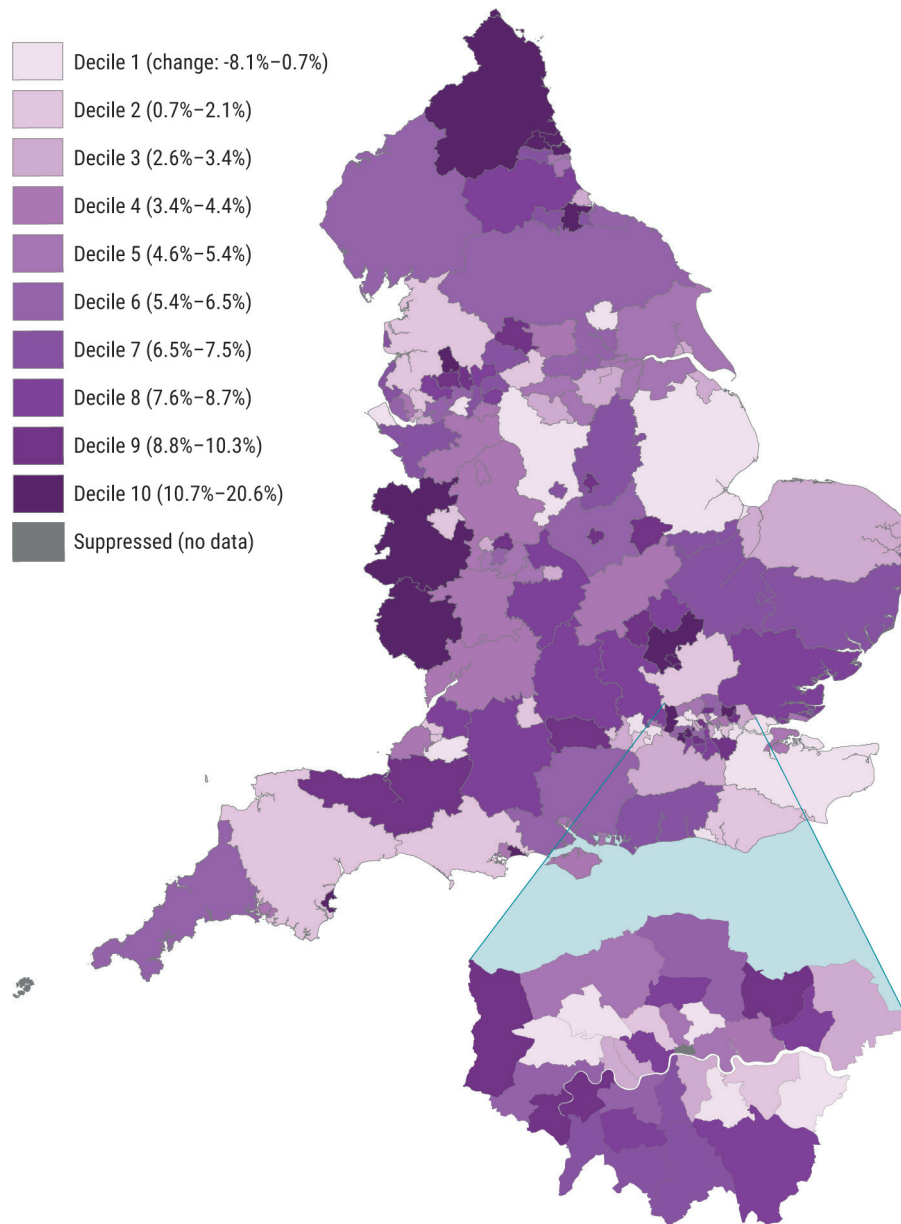 Decile 1 (change: -8.1%–0.7%)
Decile 2 (0.7%–2.1%)
Decile 3 (2.6%–3.4%)
Decile 4 (3.4%–4.4%)
Decile 5 (4.6%–5.4%)
Decile 6 (5.4%–6.5%)
Decile 7 (6.5%–7.5%)
Decile 8 (7.6%–8.7%)
Decile 9 (8.8%–10.3%)
Decile 10 (10.7%–20.6%)
Suppressed (no data)